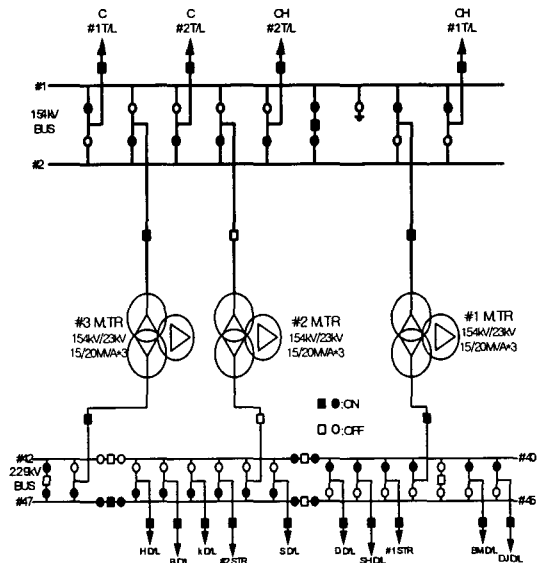 C
#1T/L
C
#2T/L
CH
#2T/L
CH
#1T/L
#1
154kV
BUS
#2
#3 M.TR
154kV/23kV
15/20MVA*3
#2 M.TR
154kV/23kV
15/20MVA*3
#1 M.TR
154kV/23kV
15/20MVA*3
:ON
:OFF
#42
#40
22.9kV
BUS
#47
#45
H D/L
B D/L
k D/L
#2 STR
S D/L
D D/L
SH D/L
#1 STR
BM D/L
DJ D/L